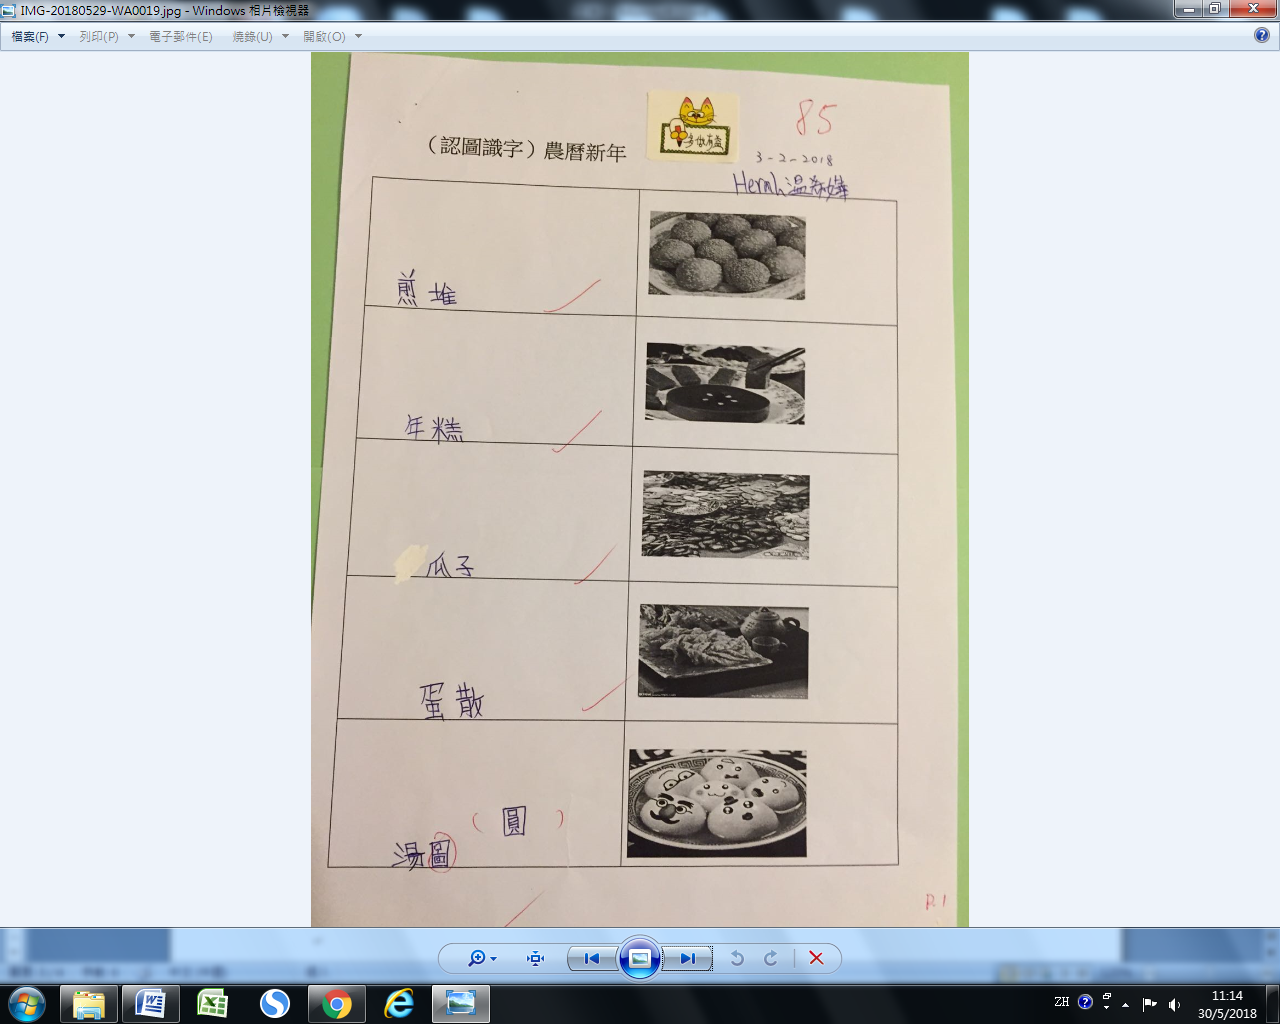 IMG-20180529-WA0019.jpg - Windows 相片檢視器
檔案(F) 列印(P) 電子郵件(E) 燒錄(U) 開啟(O)
85
(認圖識字)農曆新年
3-2-2018
煎堆
年糕
瓜子
蛋散
(圓)
湯圖
P.1
ZH
11:14
30/5/2018